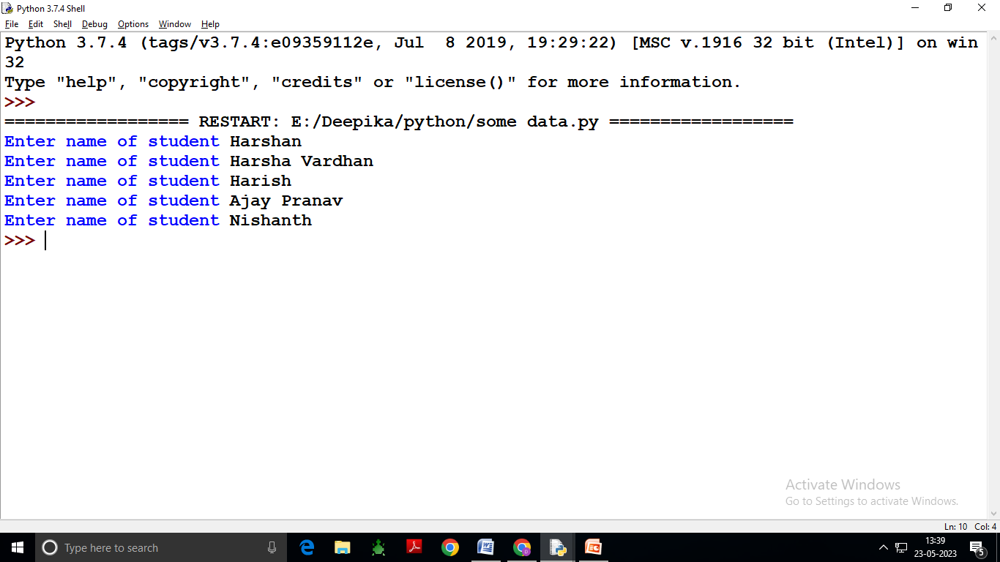 Python 3.7.4 Shell
File Edit Shell Debug Options Window Help
Python 3.7.4 (tags/v3.7.4:e09359112e, Jul  8 2019, 19:29:22) [MSC v.1916 32 bit (Intel)] on win
32
Type "help", "copyright", "credits" or "license()" for more information.
>>>
================== RESTART: E:/Deepika/python/some data.py ==================
Enter name of student Harshan
Enter name of student Harsha Vardhan
Enter name of student Harish
Enter name of student Ajay Pranav
Enter name of student Nishanth
>>>
Activate Windows
Go to Settings to activate Windows.
Ln: 10 Col: 4
Type here to search
13:39
23-05-2023
5